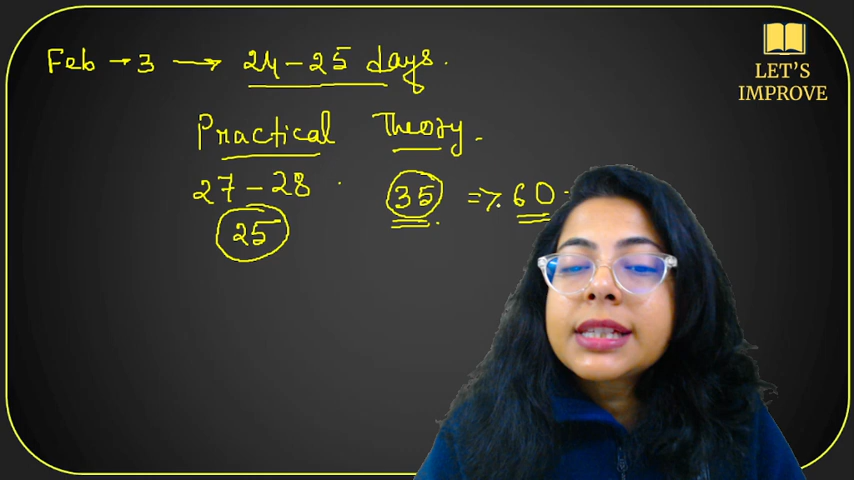 Feb → 3 → 24-25 days.
LET'S
IMPROVE
Practical Theory.
27-28 . 35 => 60
25